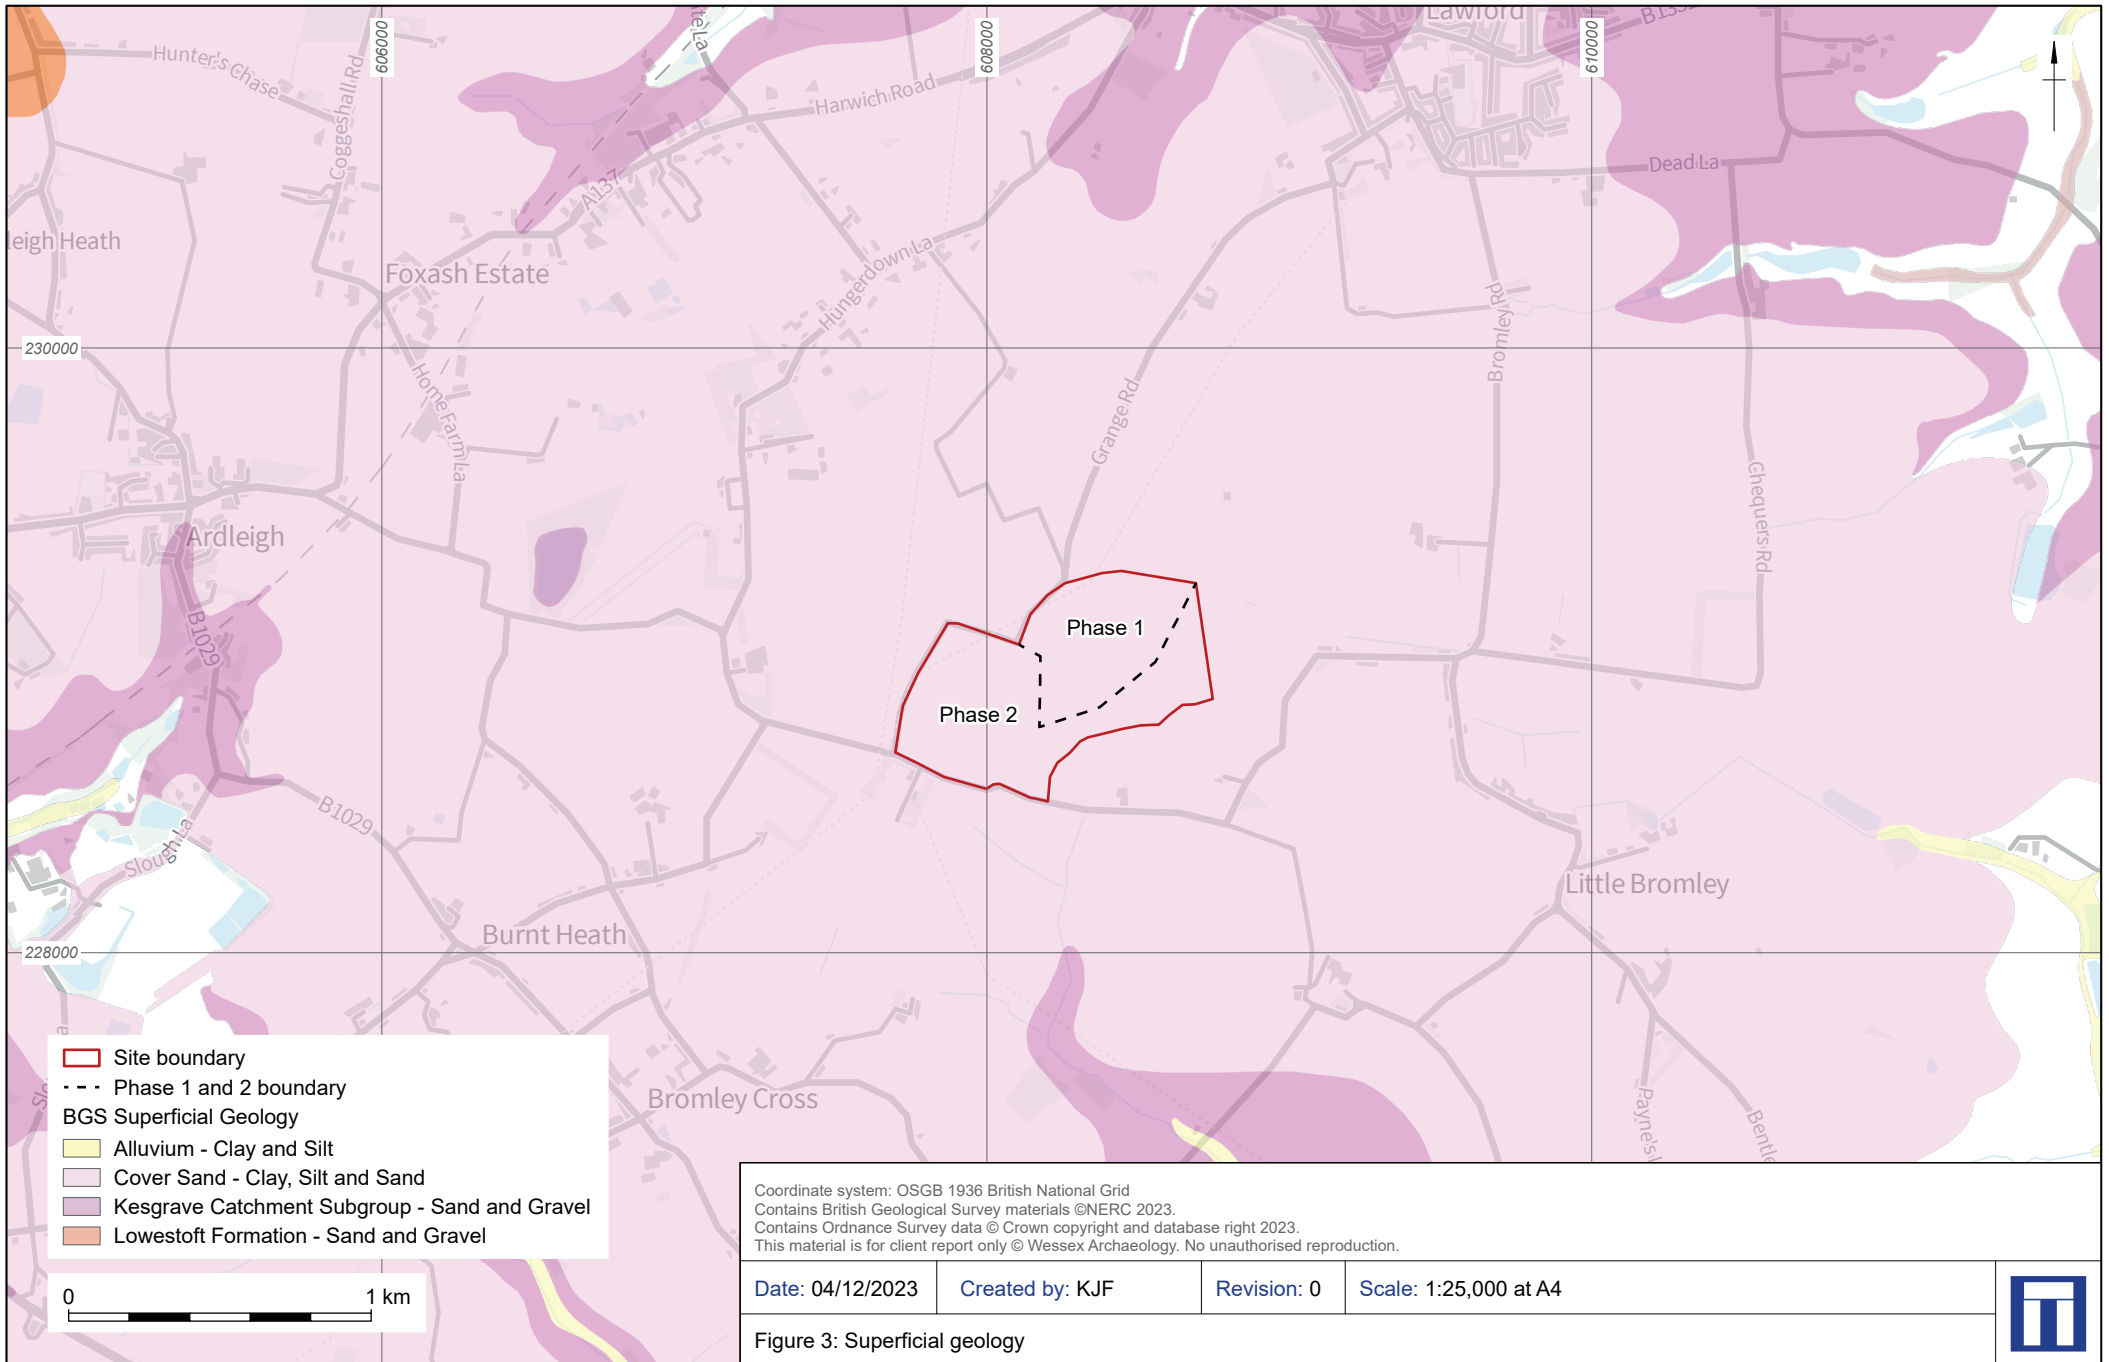 Lawford
B1352
Hunter's Chase
Coggeshall Rd
606000
608000
610000
Harwich Road
A137
Dead La
leigh Heath
Foxash Estate
Hungerdown La
Bromley Rd
230000
Home Farm La
Grange Rd
Chequers Rd
Ardleigh
B1029
Phase 1
Phase 2
B1029
Slough La
Little Bromley
Burnt Heath
228000
Bromley Cross
Payne's L
Bentle
Site boundary
Phase 1 and 2 boundary
BGS Superficial Geology
Alluvium - Clay and Silt
Cover Sand - Clay, Silt and Sand
Kesgrave Catchment Subgroup - Sand and Gravel
Lowestoft Formation - Sand and Gravel
0 1 km
Coordinate system: OSGB 1936 British National Grid
Contains British Geological Survey materials ©NERC 2023.
Contains Ordnance Survey data © Crown copyright and database right 2023.
This material is for client report only © Wessex Archaeology. No unauthorised reproduction.
Date: 04/12/2023 Created by: KJF Revision: 0 Scale: 1:25,000 at A4
Figure 3: Superficial geology